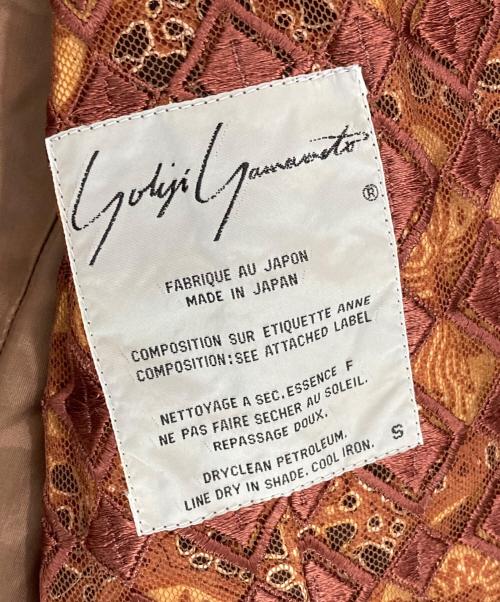 Yohji Yamamoto
®
FABRIQUE AU JAPON
MADE IN JAPAN
COMPOSITION SUR ETIQUETTE ANNE
COMPOSITION:SEE ATTACHED LABEL
NETTOYAGE A SEC.ESSENCE F
NE PAS FAIRE SECHER AU SOLEIL.
REPASSAGE DOUX.
DRYCLEAN PETROLEUM.
LINE DRY IN SHADE.COOL IRON.
S